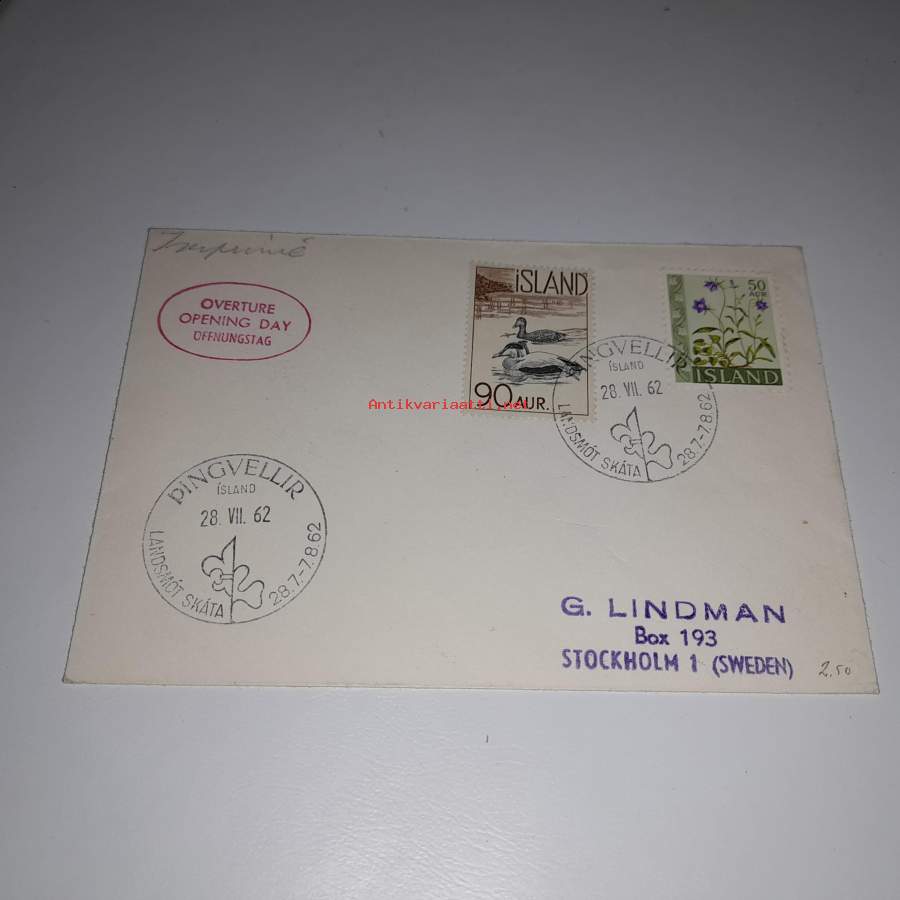 Imprimé
OVERTURE
OPENING DAY
ÖFFNUNGSTAG
ÍSLAND
90 AUR.
50
AUR
ÍSLAND
ÞINGVELLIR
ÍSLAND
28. VII. 62
LANDSMÓT SKÁTA
28.7.-7.8.62
Antikvariaatti.net
ÞINGVELLIR
ÍSLAND
28. VII. 62
LANDSMÓT SKÁTA
28.7.-7.8.62
G. LINDMAN
Box 193
STOCKHOLM 1 (SWEDEN)
2,50